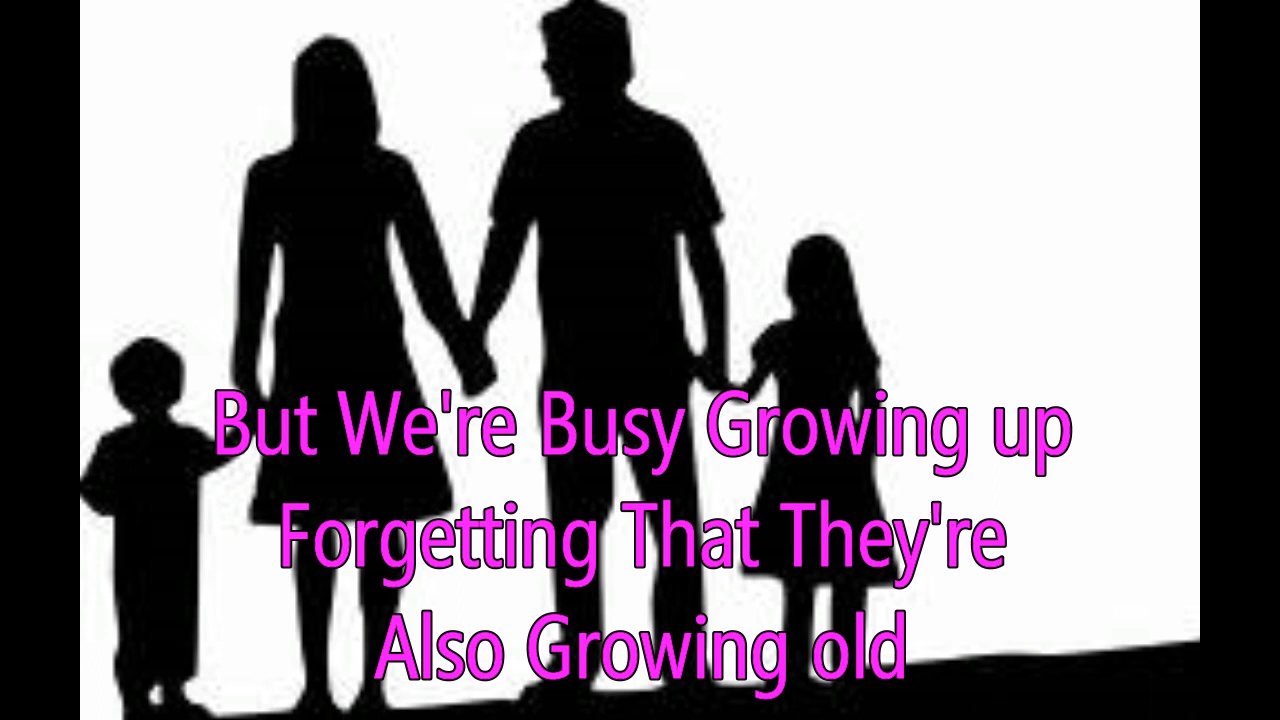 But We're Busy Growing up
Forgetting That They're
Also Growing old